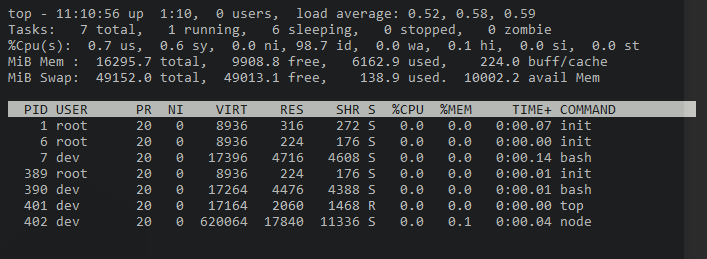 top - 11:10:56 up  1:10,  0 users,  load average: 0.52, 0.58, 0.59
Tasks:   7 total,   1 running,   6 sleeping,   0 stopped,   0 zombie
%Cpu(s):  0.7 us,  0.6 sy,  0.0 ni, 98.7 id,  0.0 wa,  0.1 hi,  0.0 si,  0.0 st
MiB Mem :  16295.7 total,   9908.8 free,   6162.9 used,    224.0 buff/cache
MiB Swap:  49152.0 total,  49013.1 free,    138.9 used.  10002.2 avail Mem

  PID USER      PR  NI    VIRT    RES    SHR S  %CPU  %MEM     TIME+ COMMAND
    1 root      20   0    8936    316    272 S   0.0   0.0   0:00.07 init
    6 root      20   0    8936    224    176 S   0.0   0.0   0:00.00 init
    7 dev       20   0   17396   4716   4608 S   0.0   0.0   0:00.14 bash
  389 root      20   0    8936    224    176 S   0.0   0.0   0:00.01 init
  390 dev       20   0   17264   4476   4388 S   0.0   0.0   0:00.01 bash
  401 dev       20   0   17164   2060   1468 R   0.0   0.0   0:00.00 top
  402 dev       20   0  620064  17840  11336 S   0.0   0.1   0:00.04 node